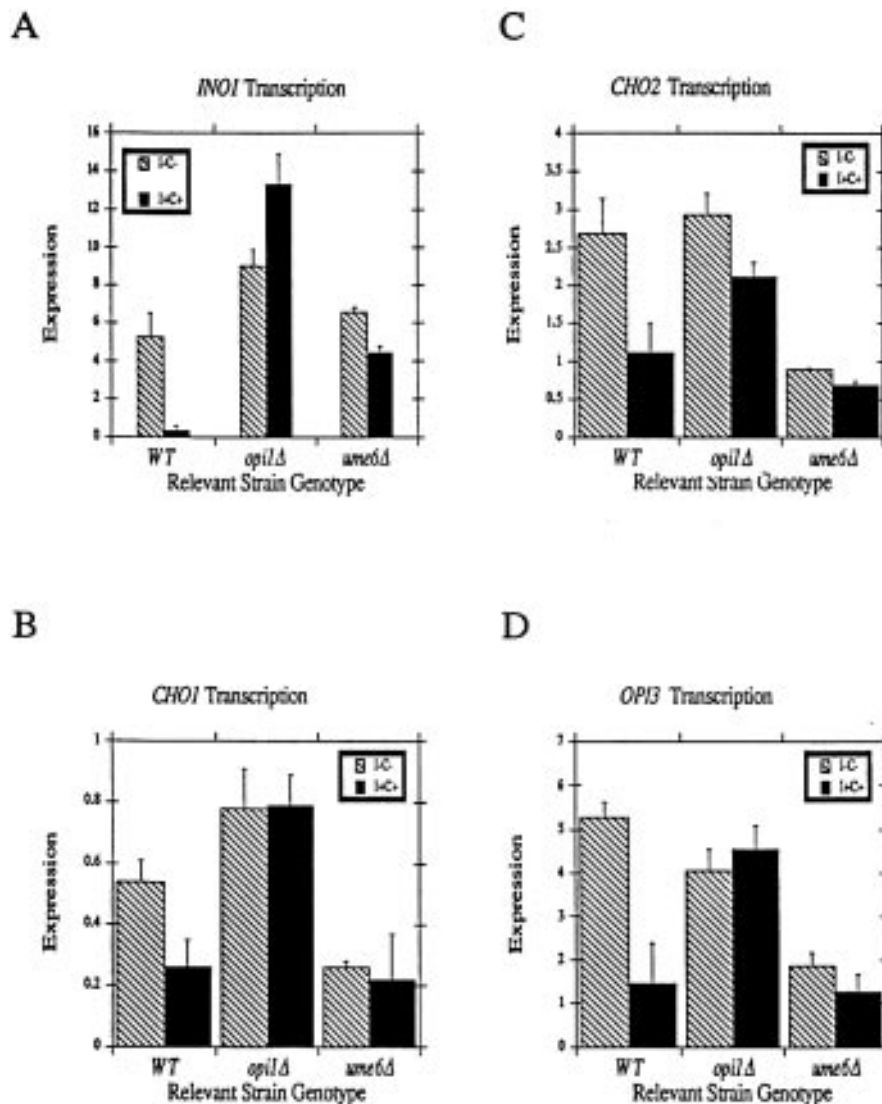 A
INO1 Transcription
Expression
16
14
12
10
8
6
4
2
0
I-C-
I+C+
WT
opi1Δ
ume6Δ
Relevant Strain Genotype
C
CHO2 Transcription
Expression
4
3.5
3
2.5
2
1.5
1
0.5
0
I-C-
I+C+
WT
opi1Δ
ume6Δ
Relevant Strain Genotype
B
CHO1 Transcription
Expression
1
0.8
0.6
0.4
0.2
0
I-C-
I+C+
WT
opi1Δ
ume6Δ
Relevant Strain Genotype
D
OPI3 Transcription
Expression
7
6
5
4
3
2
1
0
I-C-
I+C+
WT
opi1Δ
ume6Δ
Relevant Strain Genotype